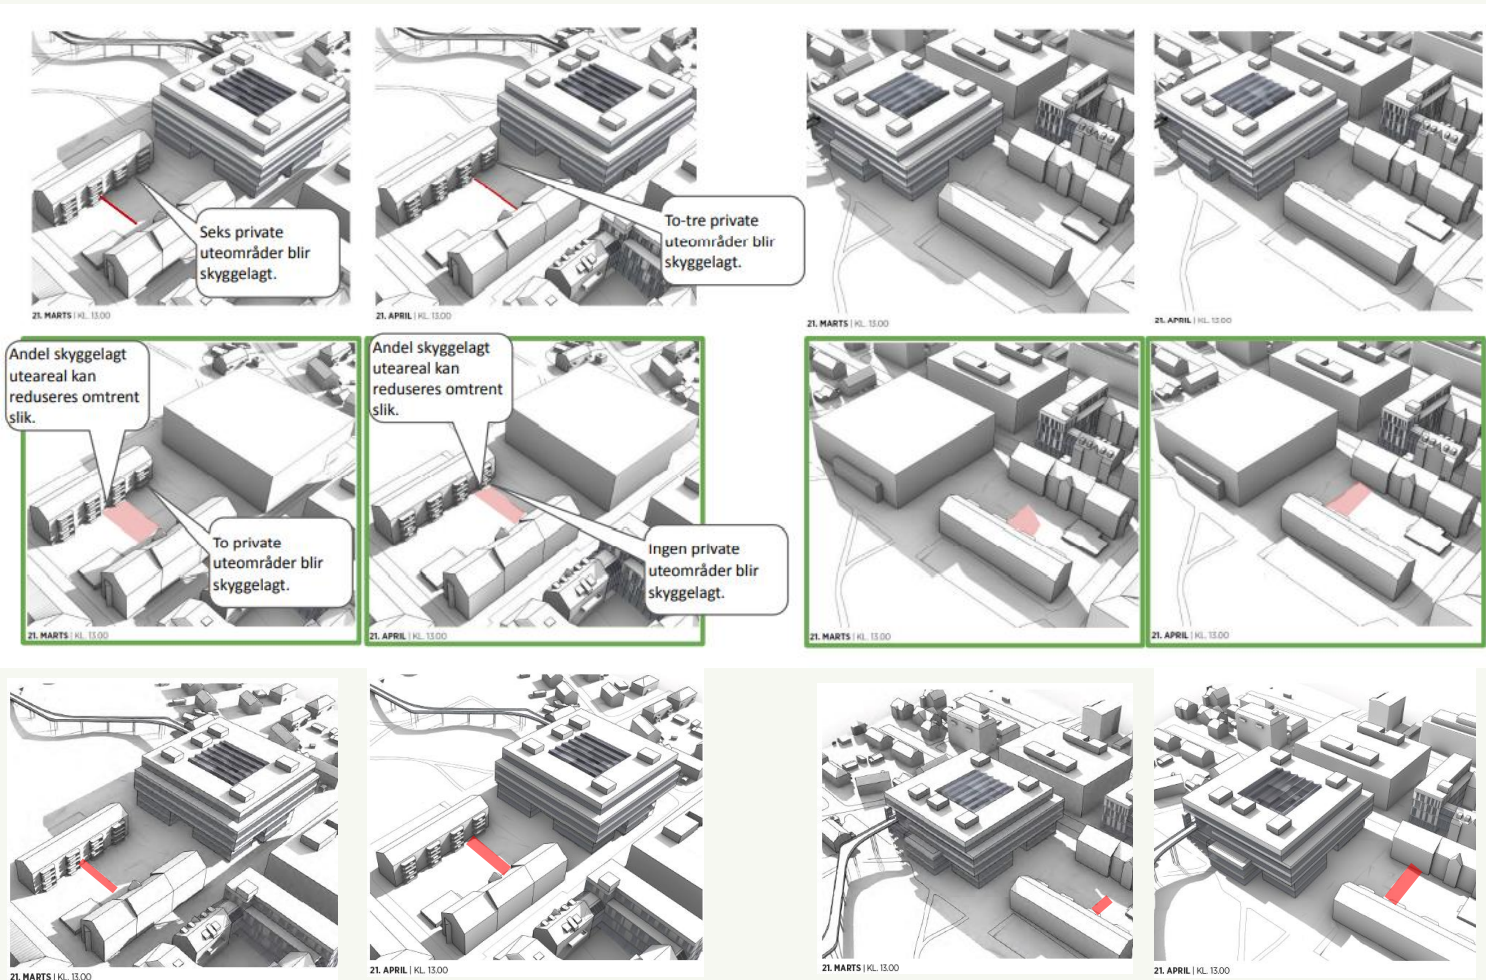 Seks private
uteområder blir
skyggelagt.
To-tre private
uteområder blir
skyggelagt.
21. MARTS | KL. 13.00
21. APRIL | KL. 13.00
21. MARTS | KL. 13.00
21. APRIL | KL. 13.00
Andel skyggelagt
uteareal kan
reduseres omtrent
slik.
Andel skyggelagt
uteareal kan
reduseres omtrent
slik.
To private
uteområder blir
skyggelagt.
Ingen private
uteområder blir
skyggelagt.
21. MARTS | KL. 13.00
21. APRIL | KL. 13.00
21. MARTS | KL. 13.00
21. APRIL | KL. 13.00
21. MARTS | KL. 13.00
21. APRIL | KL. 13.00
21. MARTS | KL. 13.00
21. APRIL | KL. 13.00